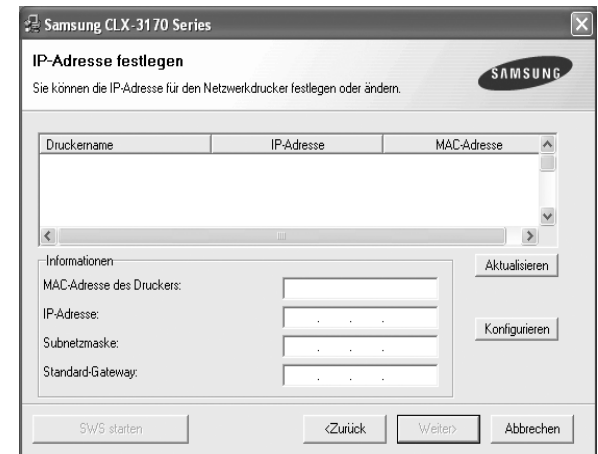 Samsung CLX-3170 Series
IP-Adresse festlegen
Sie können die IP-Adresse für den Netzwerkdrucker festlegen oder ändern.
SAMSUNG
Druckername IP-Adresse MAC-Adresse
Informationen
Aktualisieren
MAC-Adresse des Druckers:
IP-Adresse: . . .
Konfigurieren
Subnetzmaske: . . .
Standard-Gateway: . . .
SWS starten <Zurück Weiter> Abbrechen